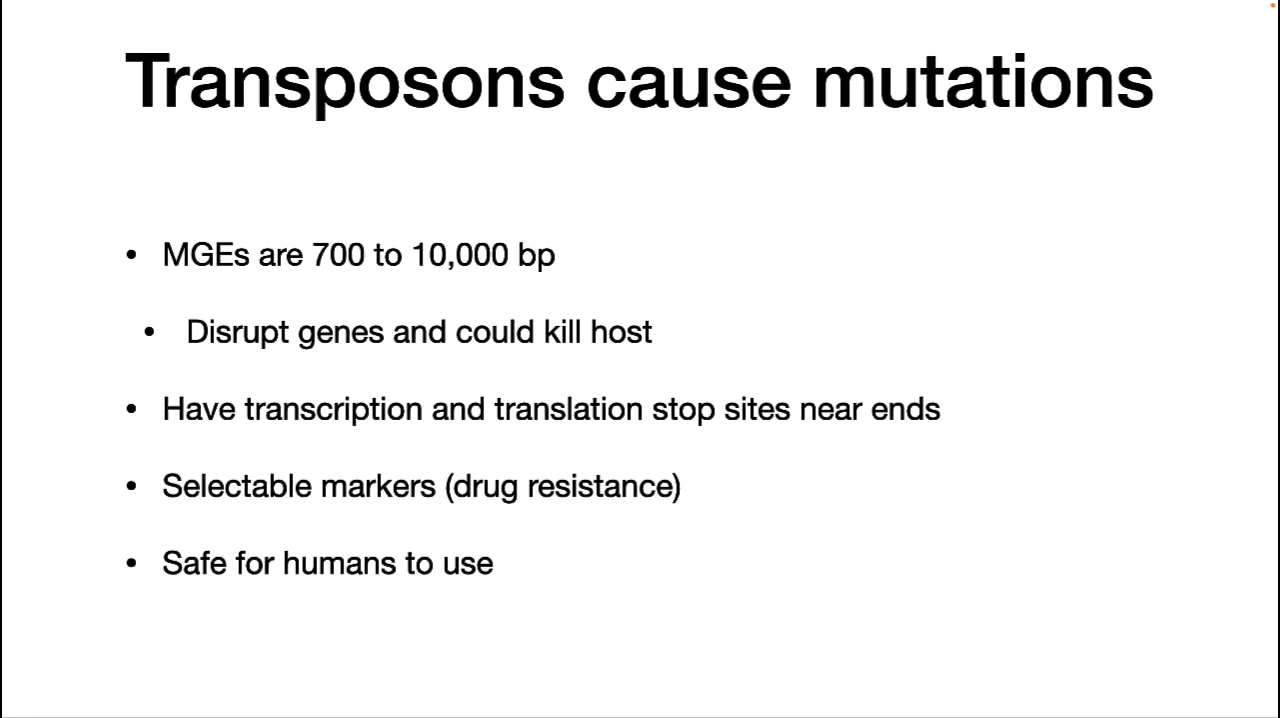 Transposons cause mutations
• MGEs are 700 to 10,000 bp
• Disrupt genes and could kill host
• Have transcription and translation stop sites near ends
• Selectable markers (drug resistance)
• Safe for humans to use